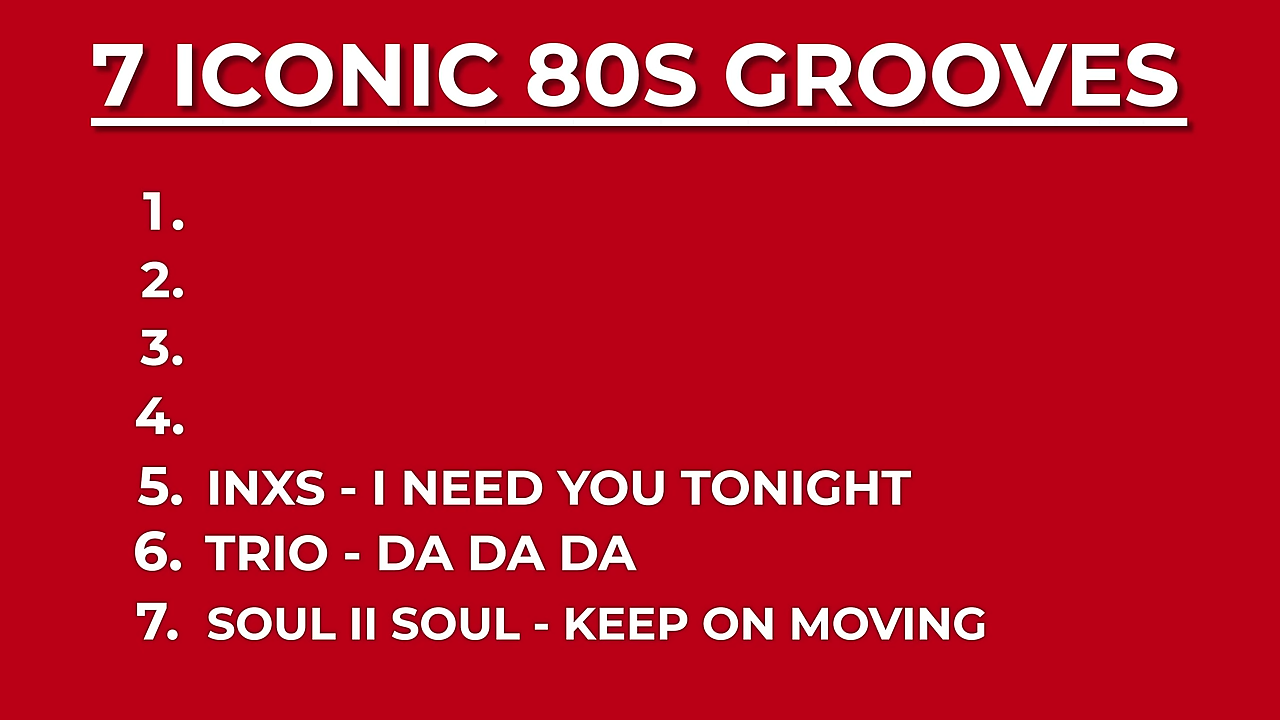 7 ICONIC 80S GROOVES
1.
2.
3.
4.
5. INXS - I NEED YOU TONIGHT
6. TRIO - DA DA DA
7. SOUL II SOUL - KEEP ON MOVING